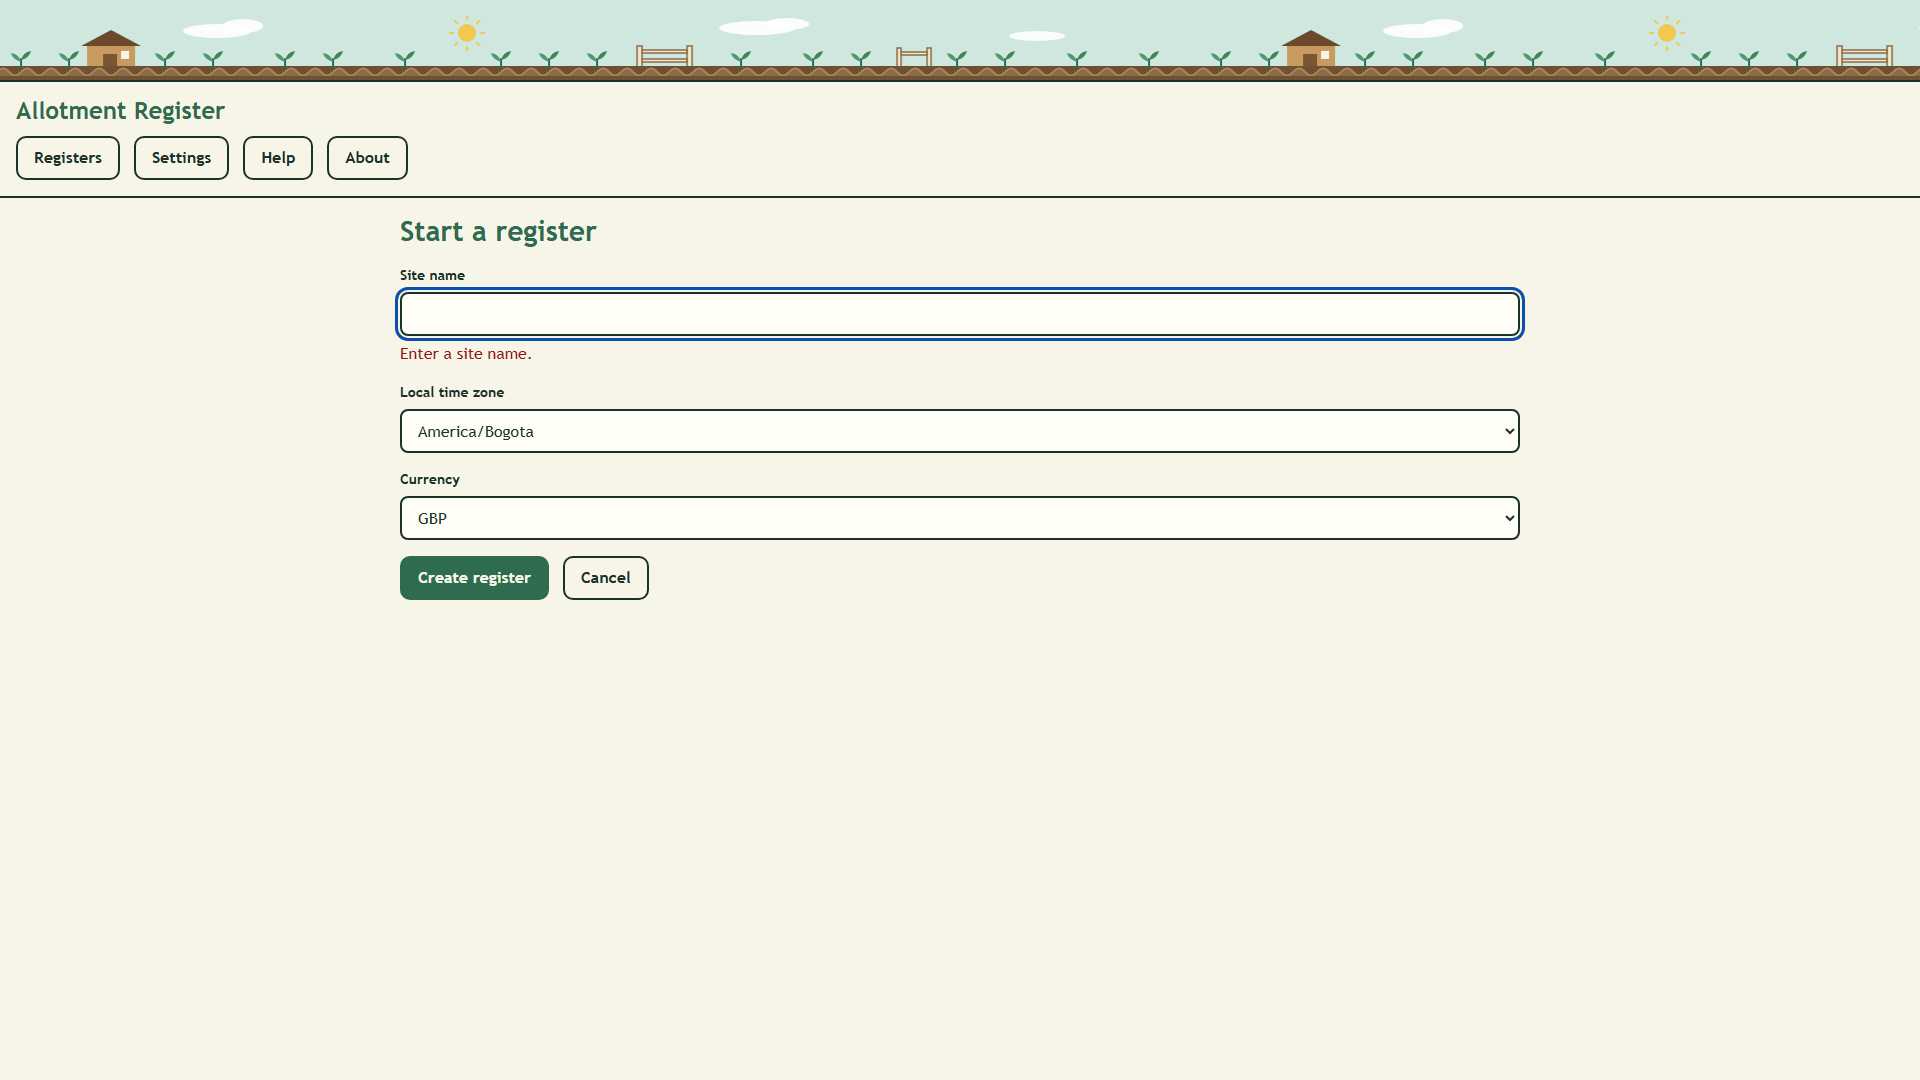 Allotment Register
Registers
Settings
Help
About
Start a register
Site name
Enter a site name.
Local time zone
America/Bogota
Currency
GBP
Create register
Cancel